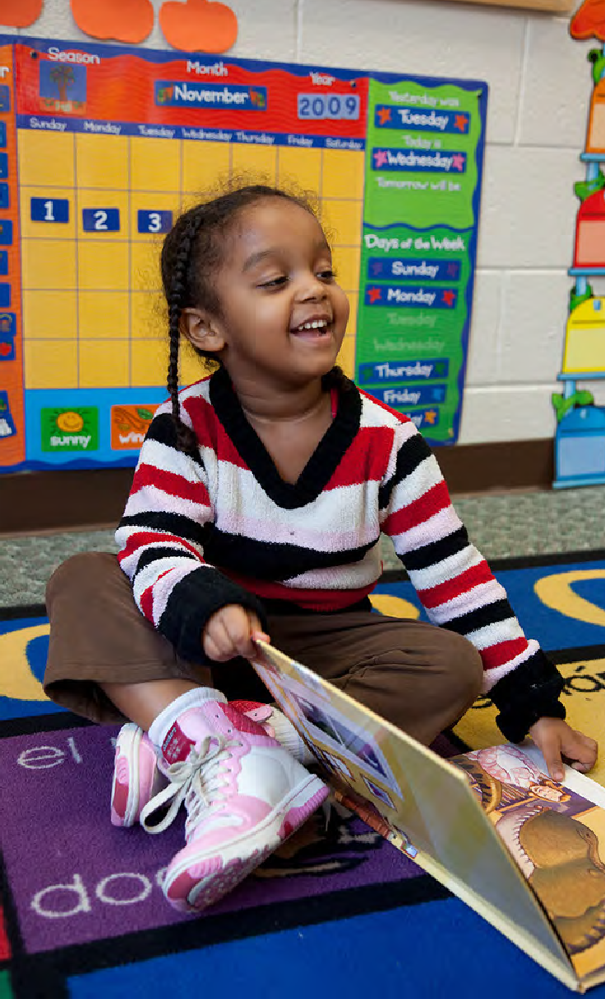 Season
Month
Year
November
2009
Sunday Monday Tuesday Wednesday Thursday Friday Saturday
1 2 3
Yesterday was
Tuesday
Today is
Wednesday
Tomorrow will be
Days of the Week
Sunday
Monday
Tuesday
Wednesday
Thursday
Friday
sunny
el